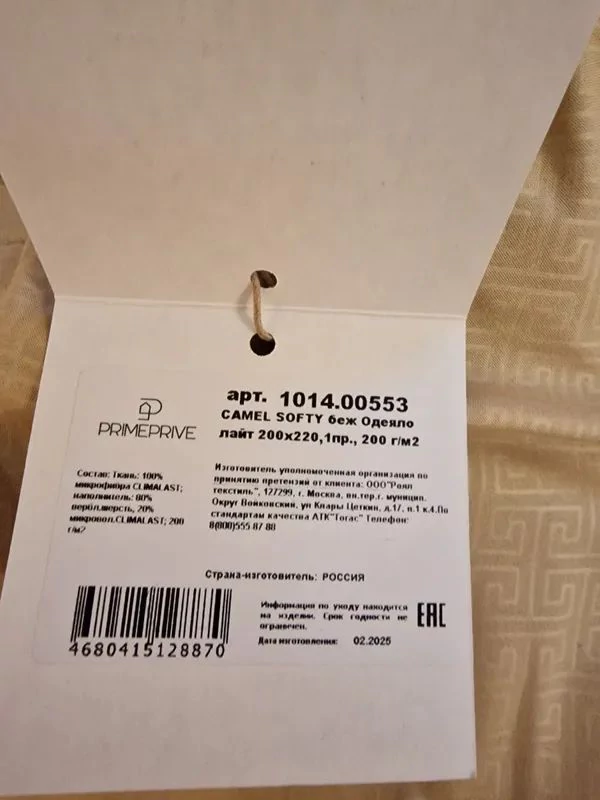 арт. 1014.00553
CAMEL SOFTY беж Одеяло
лайт 200х220,1пр., 200 г/м2
PRIMEPRIVE
Состав: Ткань: 100%
микрофибра CLIMALAST;
наполнитель: 80%
верблшерсть, 20%
микровол.CLIMALAST; 200
г/м2
Изготовитель уполномоченная организация по
принятию претензий от клиента: ООО"Роял
текстиль", 127299, г. Москва, вн.тер.г. муницип.
Округ Войковский, ул Клары Цеткин, д.17, п.1 к.4.По
стандартам качества АТК"Тогас" Телефон:
8(800)555 87 88
Страна-изготовитель: РОССИЯ
4680415128870
Информация по уходу находится
на изделии. Срок годности не
ограничен.
Дата изготовления: 02.2025
EAC